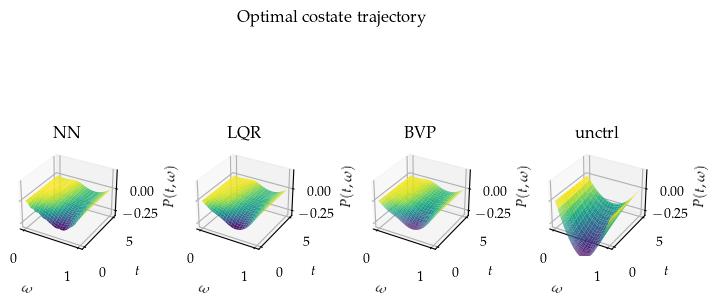 Optimal costate trajectory
NN
LQR
BVP
unctrl
P(t, ω)
0.00
−0.25
5
t
0
1
0
ω
P(t, ω)
0.00
−0.25
5
t
0
1
0
ω
P(t, ω)
0.00
−0.25
5
t
0
1
0
ω
P(t, ω)
0.00
−0.25
5
t
0
1
0
ω